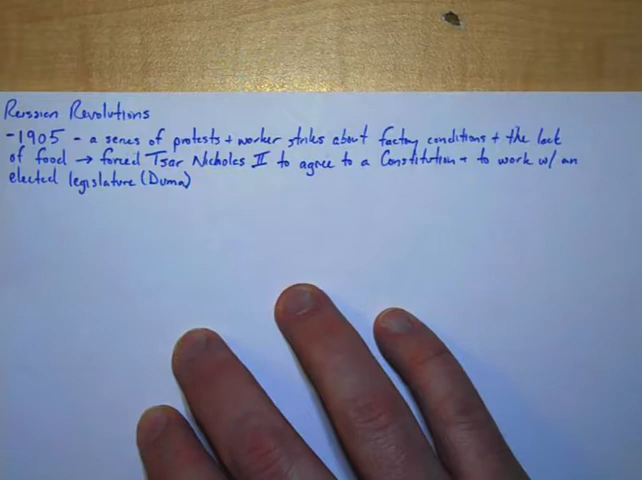 Russian Revolutions
-1905 - a series of protests + worker strikes about factory conditions + the lack
of food → forced Tsar Nicholas II to agree to a Constitution + to work w/ an
elected legislature (Duma)